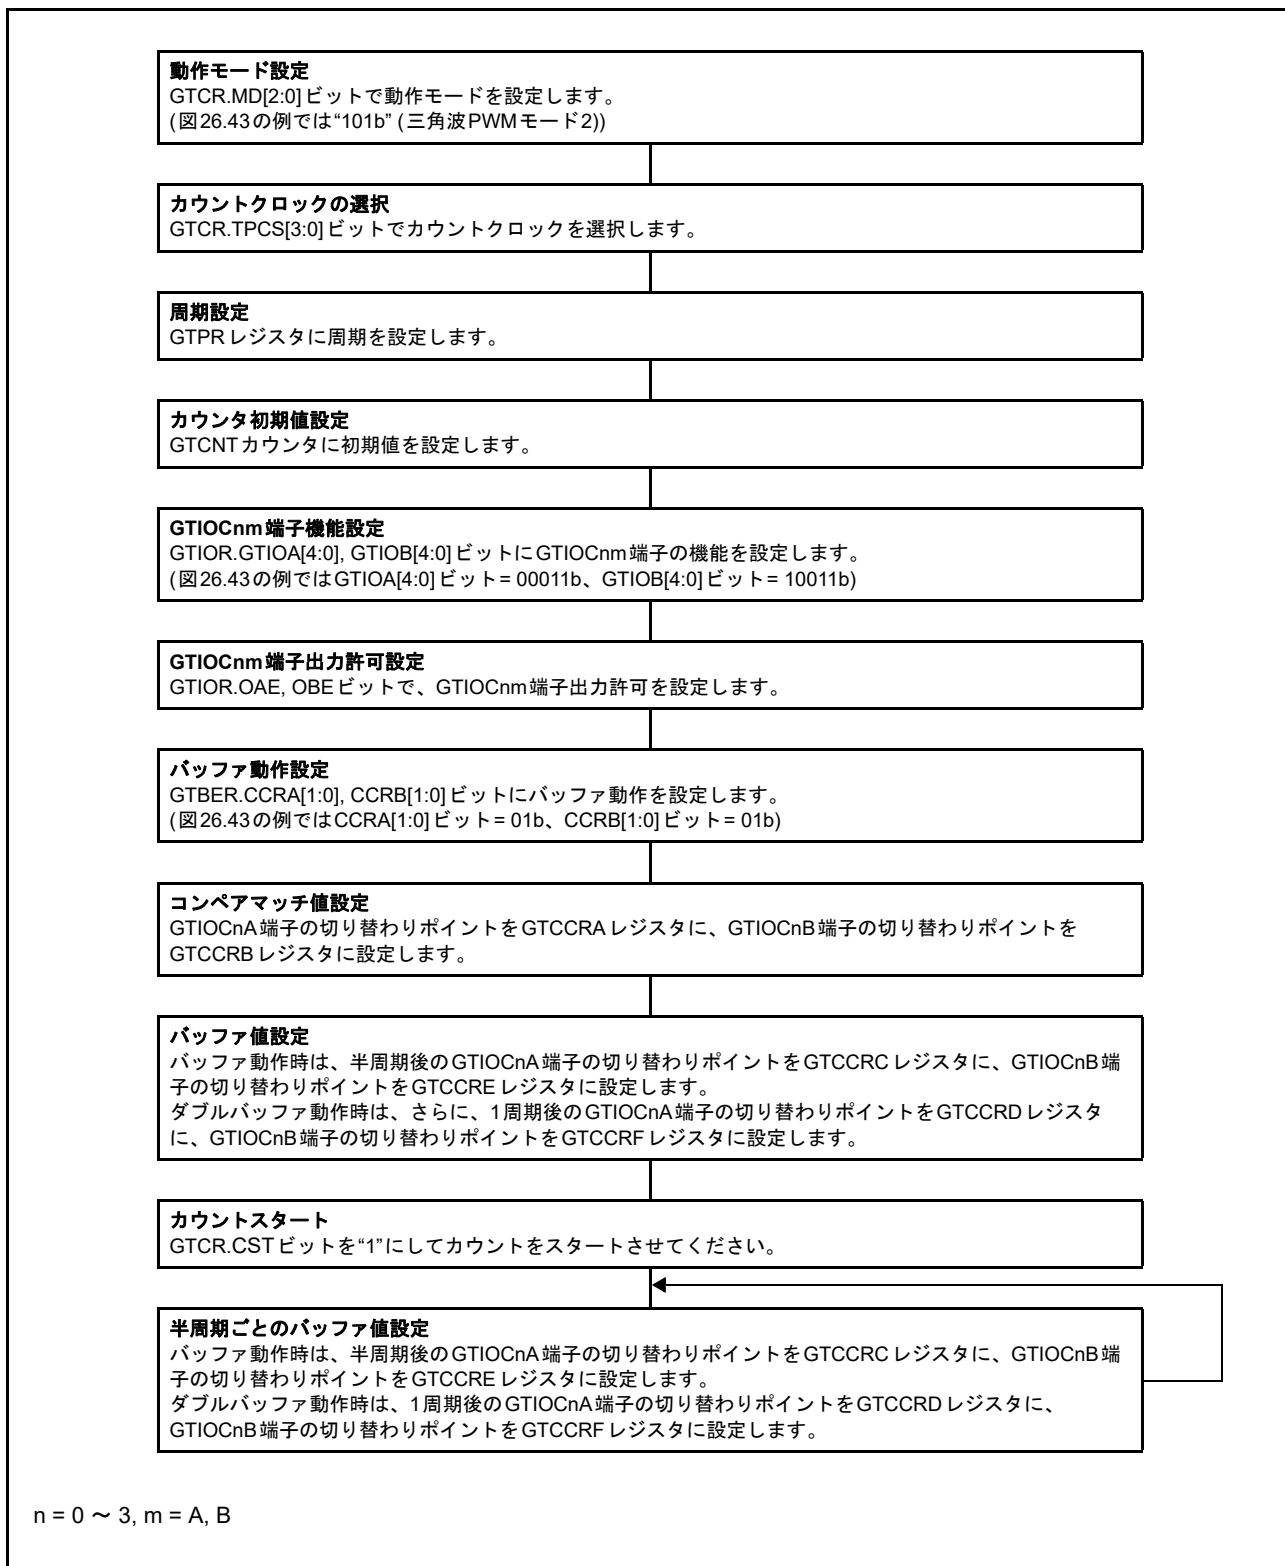 動作モード設定
GTCR.MD[2:0]ビットで動作モードを設定します。
(図26.43の例では“101b” (三角波PWMモード2))
カウントクロックの選択
GTCR.TPCS[3:0]ビットでカウントクロックを選択します。
周期設定
GTPRレジスタに周期を設定します。
カウンタ初期値設定
GTCNTカウンタに初期値を設定します。
GTIOCnm端子機能設定
GTIOR.GTIOA[4:0], GTIOB[4:0]ビットにGTIOCnm端子の機能を設定します。
(図26.43の例ではGTIOA[4:0]ビット= 00011b、GTIOB[4:0]ビット= 10011b)
GTIOCnm端子出力許可設定
GTIOR.OAE, OBEビットで、GTIOCnm端子出力許可を設定します。
バッファ動作設定
GTBER.CCRA[1:0], CCRB[1:0]ビットにバッファ動作を設定します。
(図26.43の例ではCCRA[1:0]ビット= 01b、CCRB[1:0]ビット= 01b)
コンペアマッチ値設定
GTIOCnA端子の切り替わりポイントをGTCCRAレジスタに、GTIOCnB端子の切り替わりポイントを
GTCCRBレジスタに設定します。
バッファ値設定
バッファ動作時は、半周期後のGTIOCnA端子の切り替わりポイントをGTCCRCレジスタに、GTIOCnB端
子の切り替わりポイントをGTCCREレジスタに設定します。
ダブルバッファ動作時は、さらに、1周期後のGTIOCnA端子の切り替わりポイントをGTCCRDレジスタ
に、GTIOCnB端子の切り替わりポイントをGTCCRFレジスタに設定します。
カウントスタート
GTCR.CSTビットを“1”にしてカウントをスタートさせてください。
半周期ごとのバッファ値設定
バッファ動作時は、半周期後のGTIOCnA端子の切り替わりポイントをGTCCRCレジスタに、GTIOCnB端
子の切り替わりポイントをGTCCREレジスタに設定します。
ダブルバッファ動作時は、1周期後のGTIOCnA端子の切り替わりポイントをGTCCRDレジスタに、
GTIOCnB端子の切り替わりポイントをGTCCRFレジスタに設定します。
n = 0 ～ 3, m = A, B